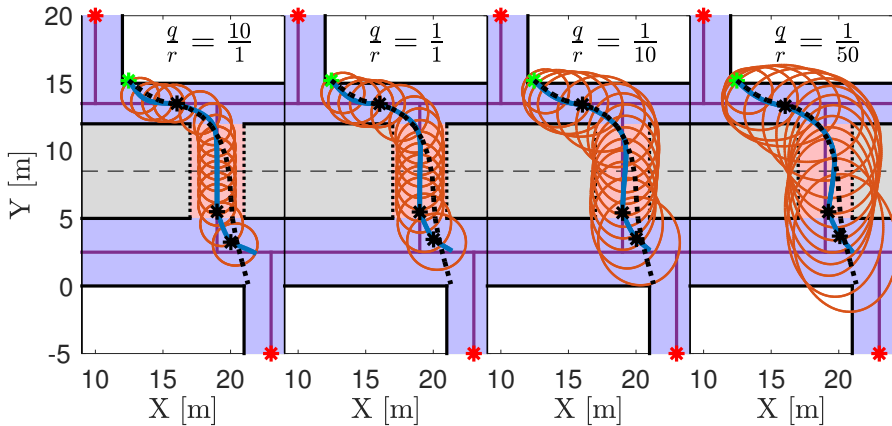 20
15
10
5
0
-5
Y [m]
q/r = 10/1
q/r = 1/1
q/r = 1/10
q/r = 1/50
10 15 20
10 15 20
10 15 20
10 15 20
X [m]
X [m]
X [m]
X [m]